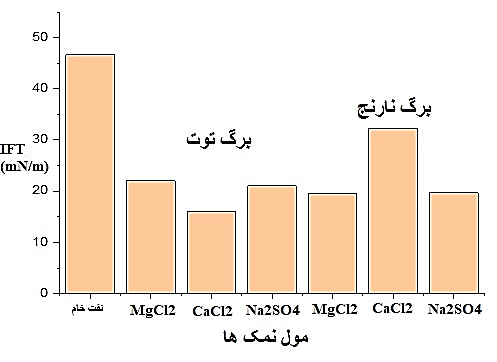 50
40
30
20
10
0
IFT
(mN/m)
برگ توت
برگ نارنج
نفت خام
MgCl2
CaCl2
Na2SO4
MgCl2
CaCl2
Na2SO4
مول نمک ها